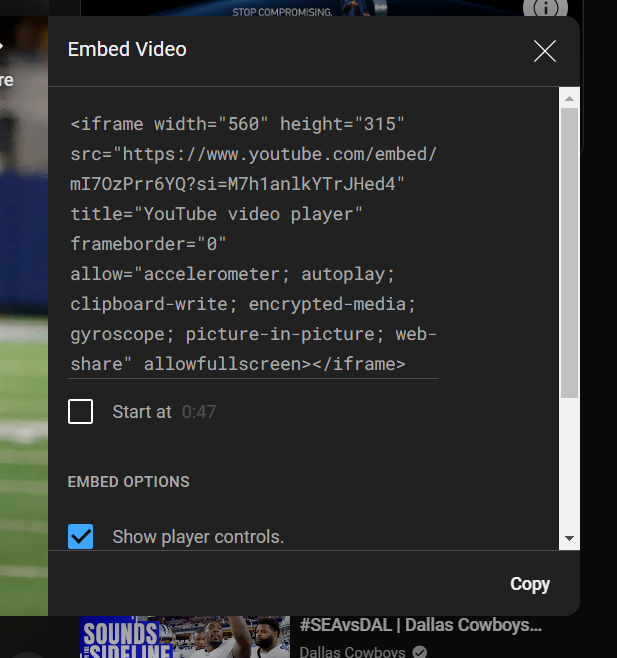 STOP COMPROMISING.
re
Embed Video
<iframe width="560" height="315"
src="https://www.youtube.com/embed/
mI7OzPrr6YQ?si=M7h1anlkYTrJHed4"
title="YouTube video player"
frameborder="0"
allow="accelerometer; autoplay;
clipboard-write; encrypted-media;
gyroscope; picture-in-picture; web-
share" allowfullscreen></iframe>
Start at 0:47
EMBED OPTIONS
Show player controls.
Copy
#SEAvsDAL | Dallas Cowboys...
Dallas Cowboys
SOUNDS
SIDELINE